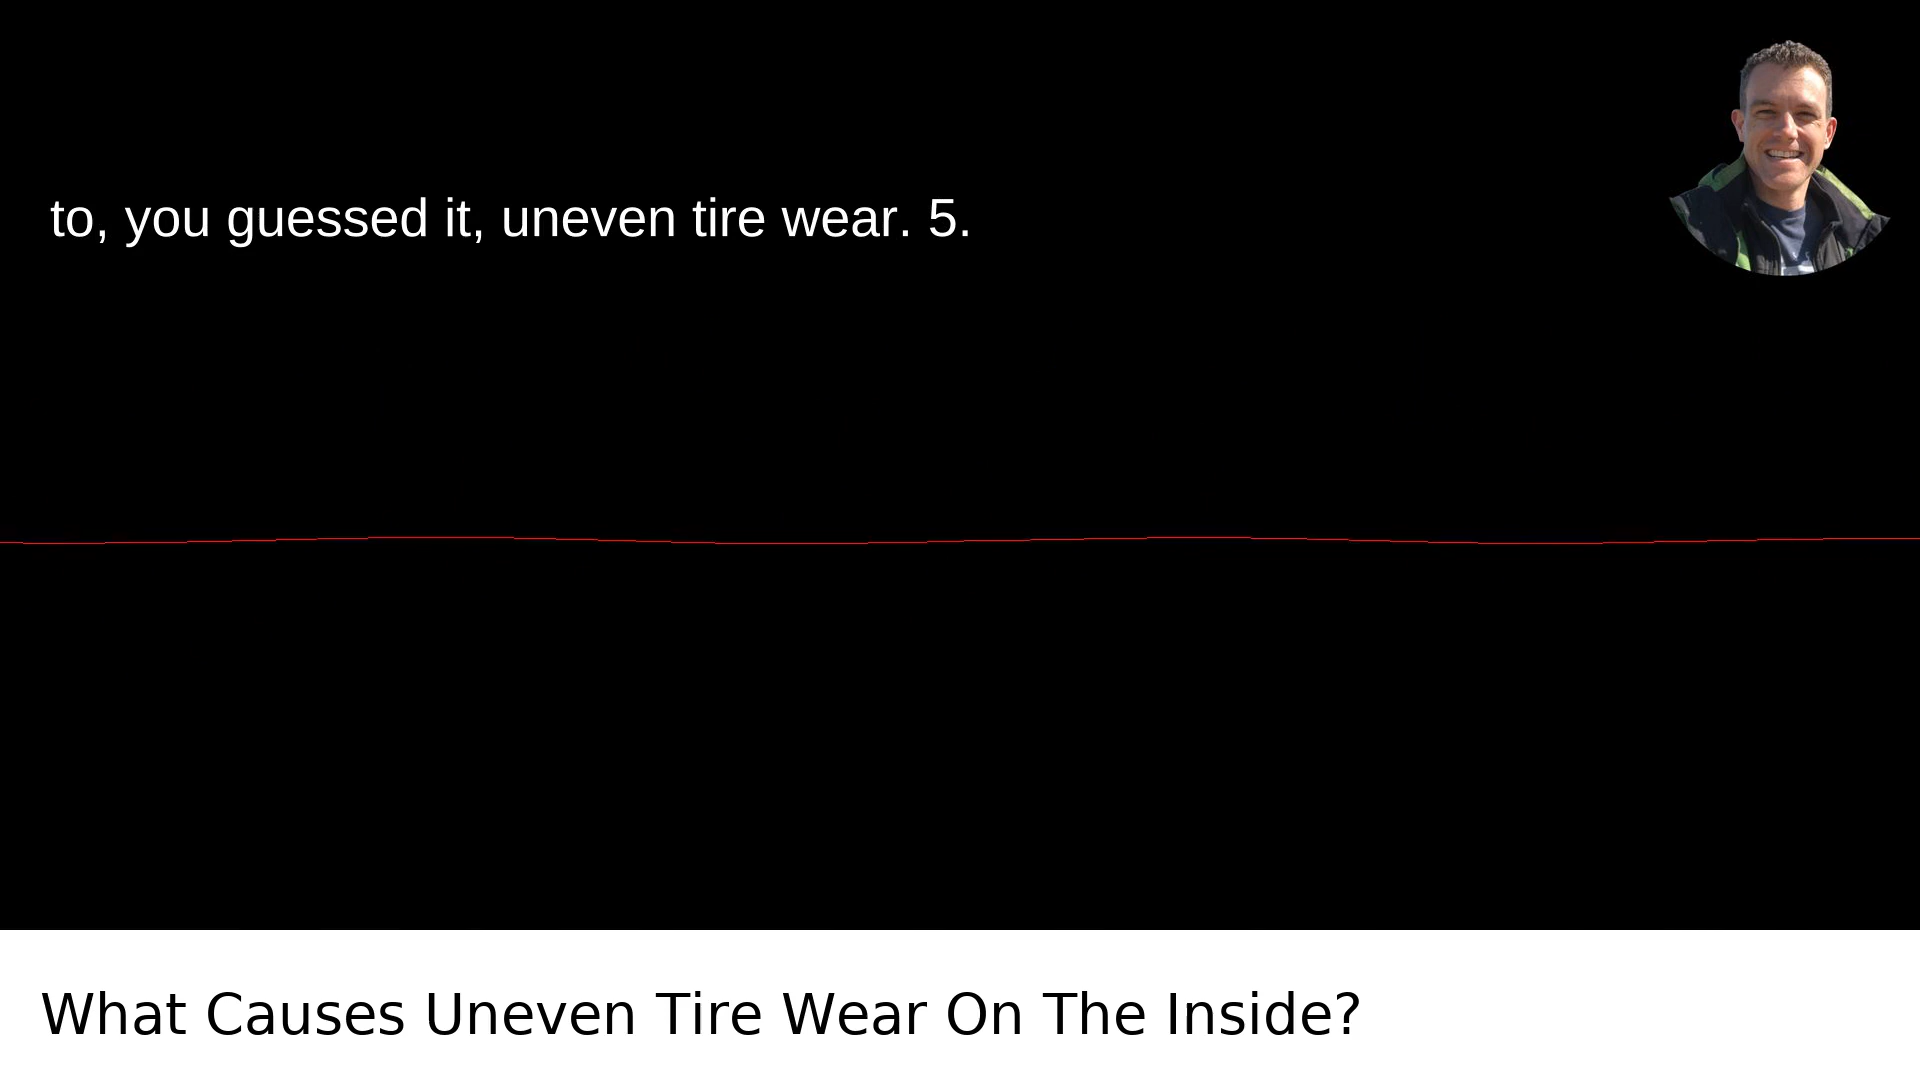 to, you guessed it, uneven tire wear. 5.
What Causes Uneven Tire Wear On The Inside?